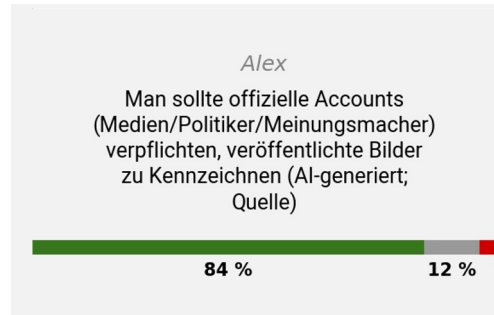 Alex
Man sollte offizielle Accounts
(Medien/Politiker/Meinungsmacher)
verpflichten, veröffentlichte Bilder
zu Kennzeichnen (AI-generiert;
Quelle)
84 % 12 %